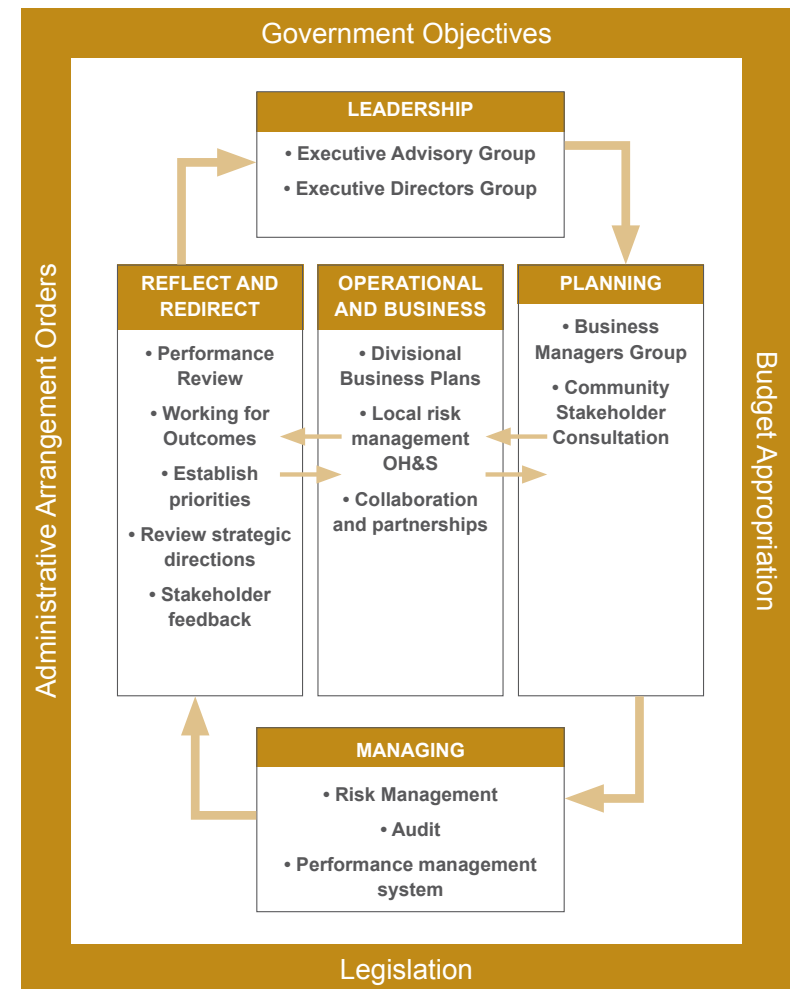 Government Objectives
Administrative Arrangement Orders
Budget Appropriation
LEADERSHIP
• Executive Advisory Group
• Executive Directors Group
REFLECT AND
REDIRECT
• Performance
Review
• Working for
Outcomes
• Establish
priorities
• Review strategic
directions
• Stakeholder
feedback
OPERATIONAL
AND BUSINESS
• Divisional
Business Plans
• Local risk
management
OH&S
• Collaboration
and partnerships
PLANNING
• Business
Managers Group
• Community
Stakeholder
Consultation
MANAGING
• Risk Management
• Audit
• Performance management
system
Legislation